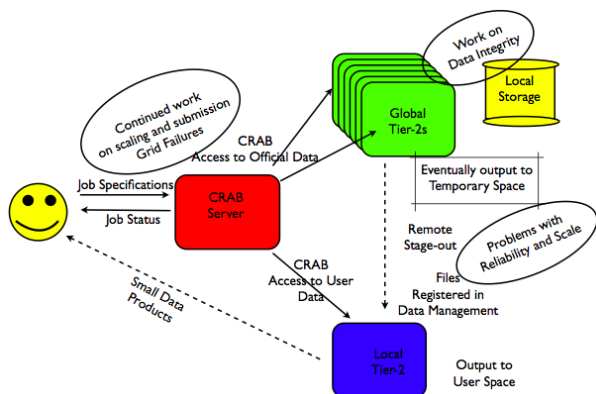 Work on
Data Integrity
Local
Storage
Continued work
on scaling and submission
Grid Failures
Global
Tier-2s
CRAB
Access to Official Data
Job Specifications
Job Status
CRAB
Server
Eventually output to
Temporary Space
Remote
Stage-out
Problems with
Reliability and Scale
CRAB
Access to User
Data
Files
Registered in
Data Management
Small Data
Products
Local
Tier-2
Output to
User Space